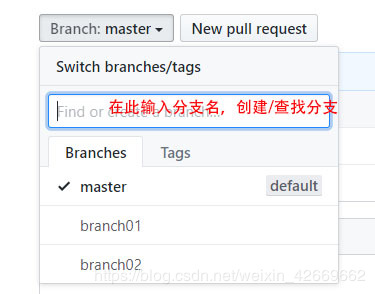 Branch: master New pull request
Switch branches/tags
Find or create a branch...
在此输入分支名，创建/查找分支
Branches Tags
master default
branch01
branch02
https://blog.csdn.net/weixin_42669662